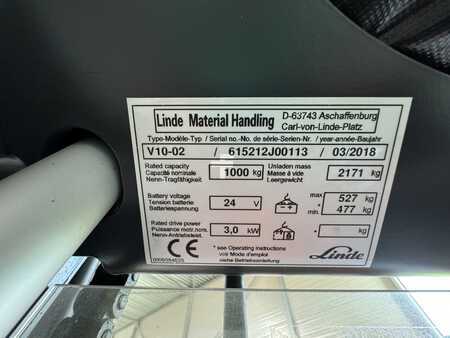 Linde Material Handling
D-63743 Aschaffenburg
Carl-von-Linde-Platz
Type-Modèle-Typ / Serial no.-No. de série-Serien-Nr. / year-année-Baujahr
V10-02 / 615212J00113 / 03/2018
Rated capacity
Capacité nominale
Nenn-Tragfähigkeit
1000 kg
Unladen mass
Masse à vide
Leergewicht
2171 kg
Battery voltage
Tension batterie
Batteriespannung
24 V
max 527 kg
*
min. 477 kg
Rated drive power
Puissance motr.nom.
Nenn-Antriebsleist.
3,0 kW
* - kg
* see Operating instructions
voir Mode d'emploi
siehe Betriebsanleitung
CE
Linde